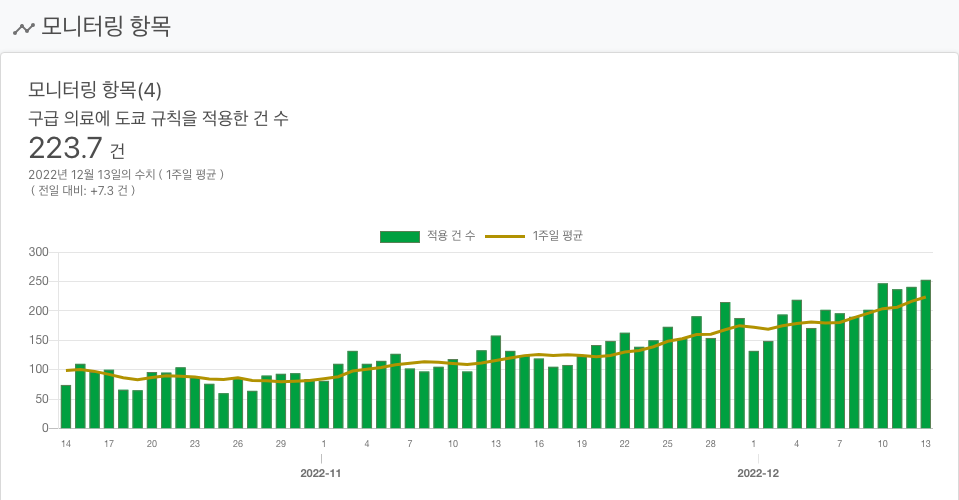 모니터링 항목
모니터링 항목(4)
구급 의료에 도쿄 규칙을 적용한 건 수
223.7 건
2022년 12월 13일의 수치 ( 1주일 평균 )
( 전일 대비: +7.3 건 )
적용 건 수 1주일 평균
300
250
200
150
100
50
0
14 17 20 23 26 29 1 4 7 10 13 16 19 22 25 28 1 4 7 10 13
2022-11 2022-12